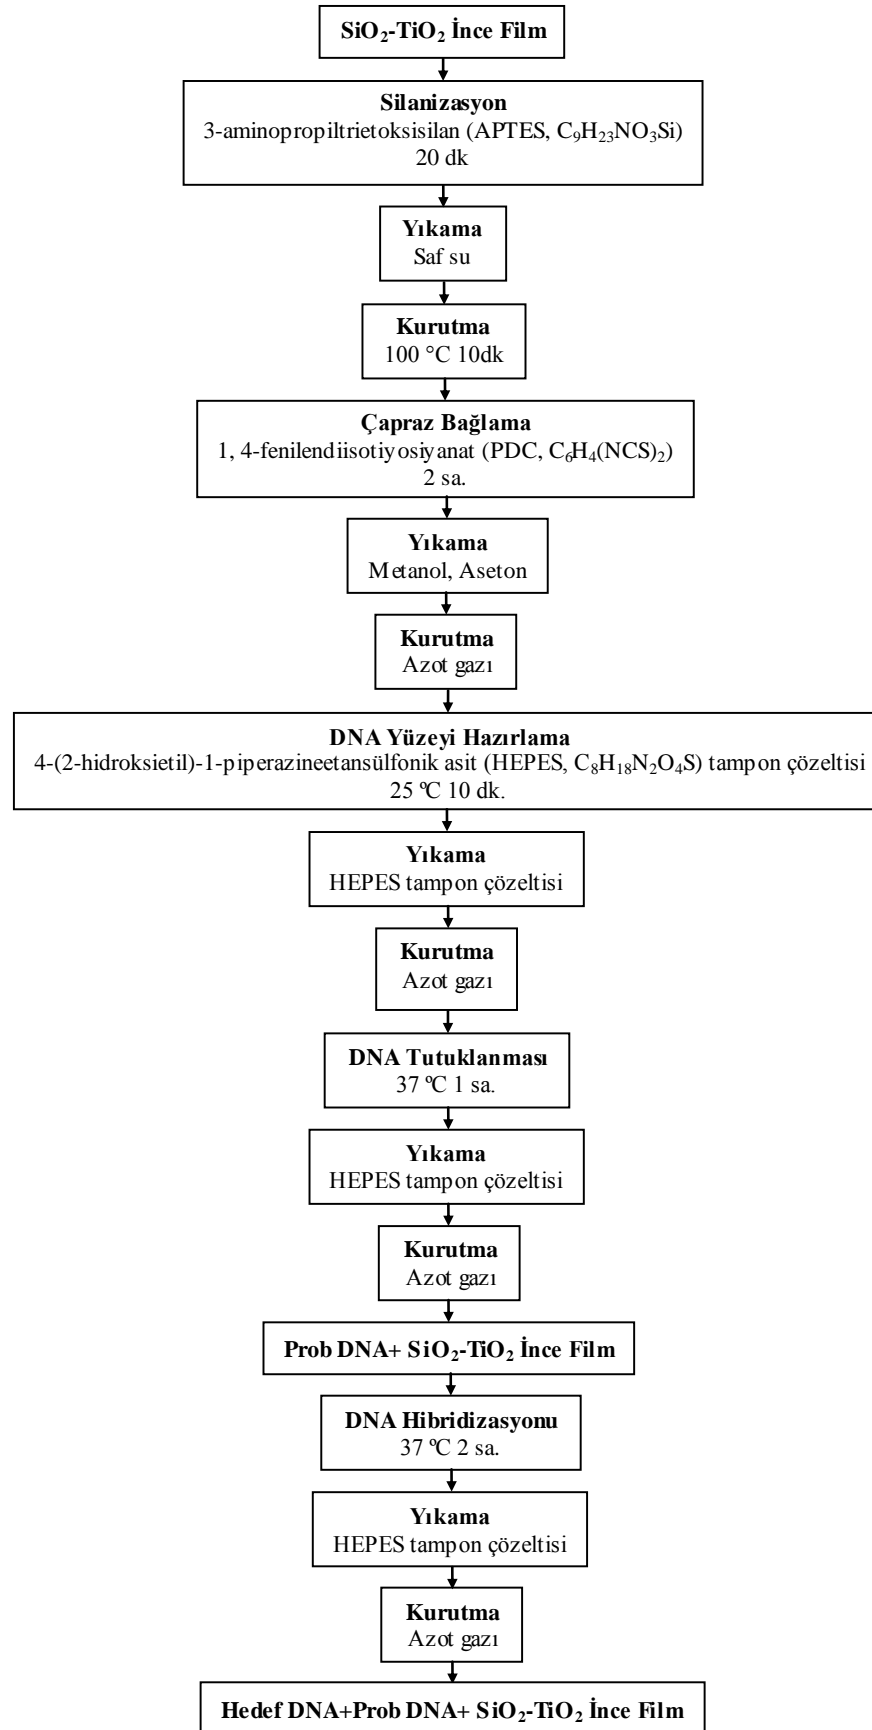 SiO₂-TiO₂ İnce Film
Silanizasyon
3-aminopropiltrietoksisilan (APTES, C₉H₂₃NO₃Si)
20 dk
Yıkama
Saf su
Kurutma
100 °C 10dk
Çapraz Bağlama
1, 4-fenilendiisotiyosiyanat (PDC, C₆H₄(NCS)₂)
2 sa.
Yıkama
Metanol, Aseton
Kurutma
Azot gazı
DNA Yüzeyi Hazırlama
4-(2-hidroksietil)-1-piperazineetansülfonik asit (HEPES, C₈H₁₈N₂O₄S) tampon çözeltisi
25 ºC 10 dk.
Yıkama
HEPES tampon çözeltisi
Kurutma
Azot gazı
DNA Tutuklanması
37 ºC 1 sa.
Yıkama
HEPES tampon çözeltisi
Kurutma
Azot gazı
Prob DNA+ SiO₂-TiO₂ İnce Film
DNA Hibridizasyonu
37 ºC 2 sa.
Yıkama
HEPES tampon çözeltisi
Kurutma
Azot gazı
Hedef DNA+Prob DNA+ SiO₂-TiO₂ İnce Film